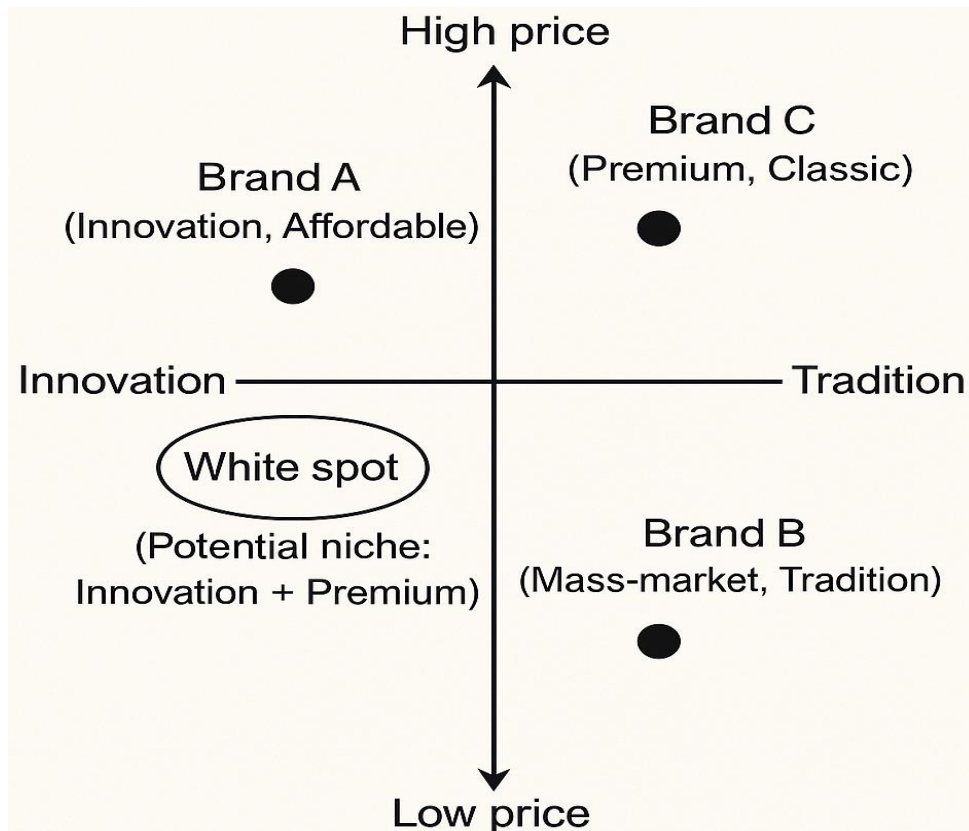 High price
Brand C
(Premium, Classic)
Brand A
(Innovation, Affordable)
Innovation
Tradition
White spot
(Potential niche:
Innovation + Premium)
Brand B
(Mass-market, Tradition)
Low price